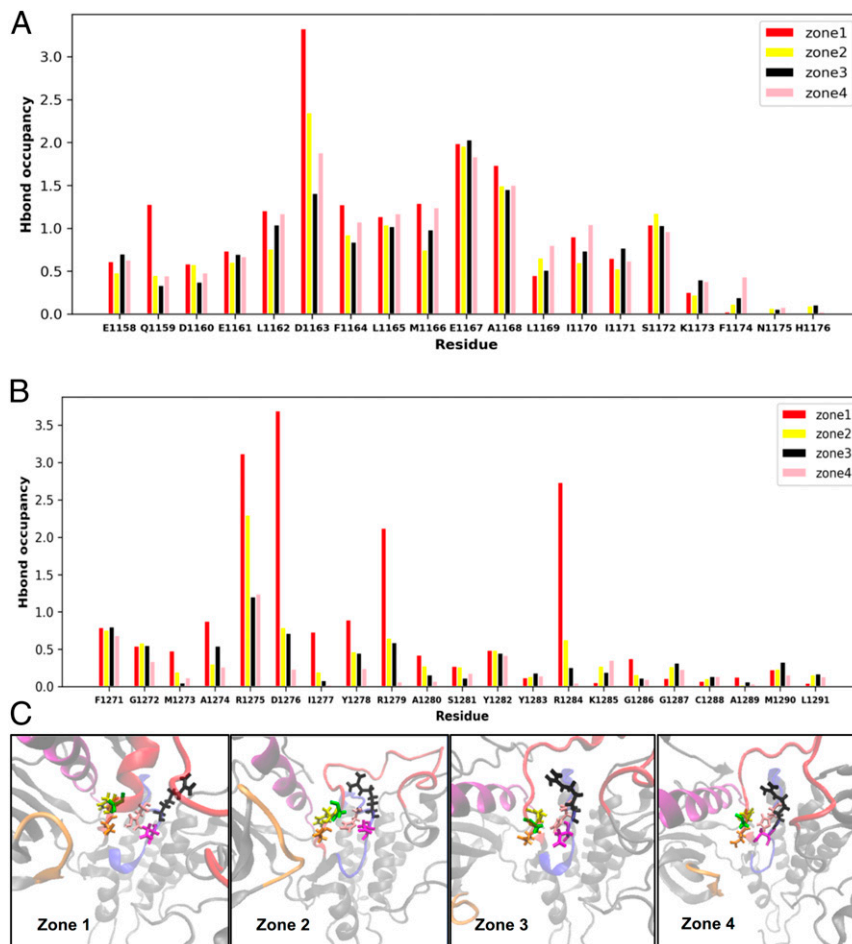 A
zone1
zone2
zone3
zone4
Hbond occupancy
3.0
2.5
2.0
1.5
1.0
0.5
0.0
E1158 Q1159 D1160 E1161 L1162 D1163 F1164 L1165 M1166 E1167 A1168 L1169 I1170 I1171 S1172 K1173 F1174 N1175 H1176
Residue
B
zone1
zone2
zone3
zone4
Hbond occupancy
3.5
3.0
2.5
2.0
1.5
1.0
0.5
0.0
F1271 G1272 M1273 A1274 R1275 D1276 I1277 Y1278 R1279 A1280 S1281 Y1282 Y1283 R1284 K1285 G1286 G1287 C1288 A1289 M1290 L1291
Residue
C
Zone 1
Zone 2
Zone 3
Zone 4